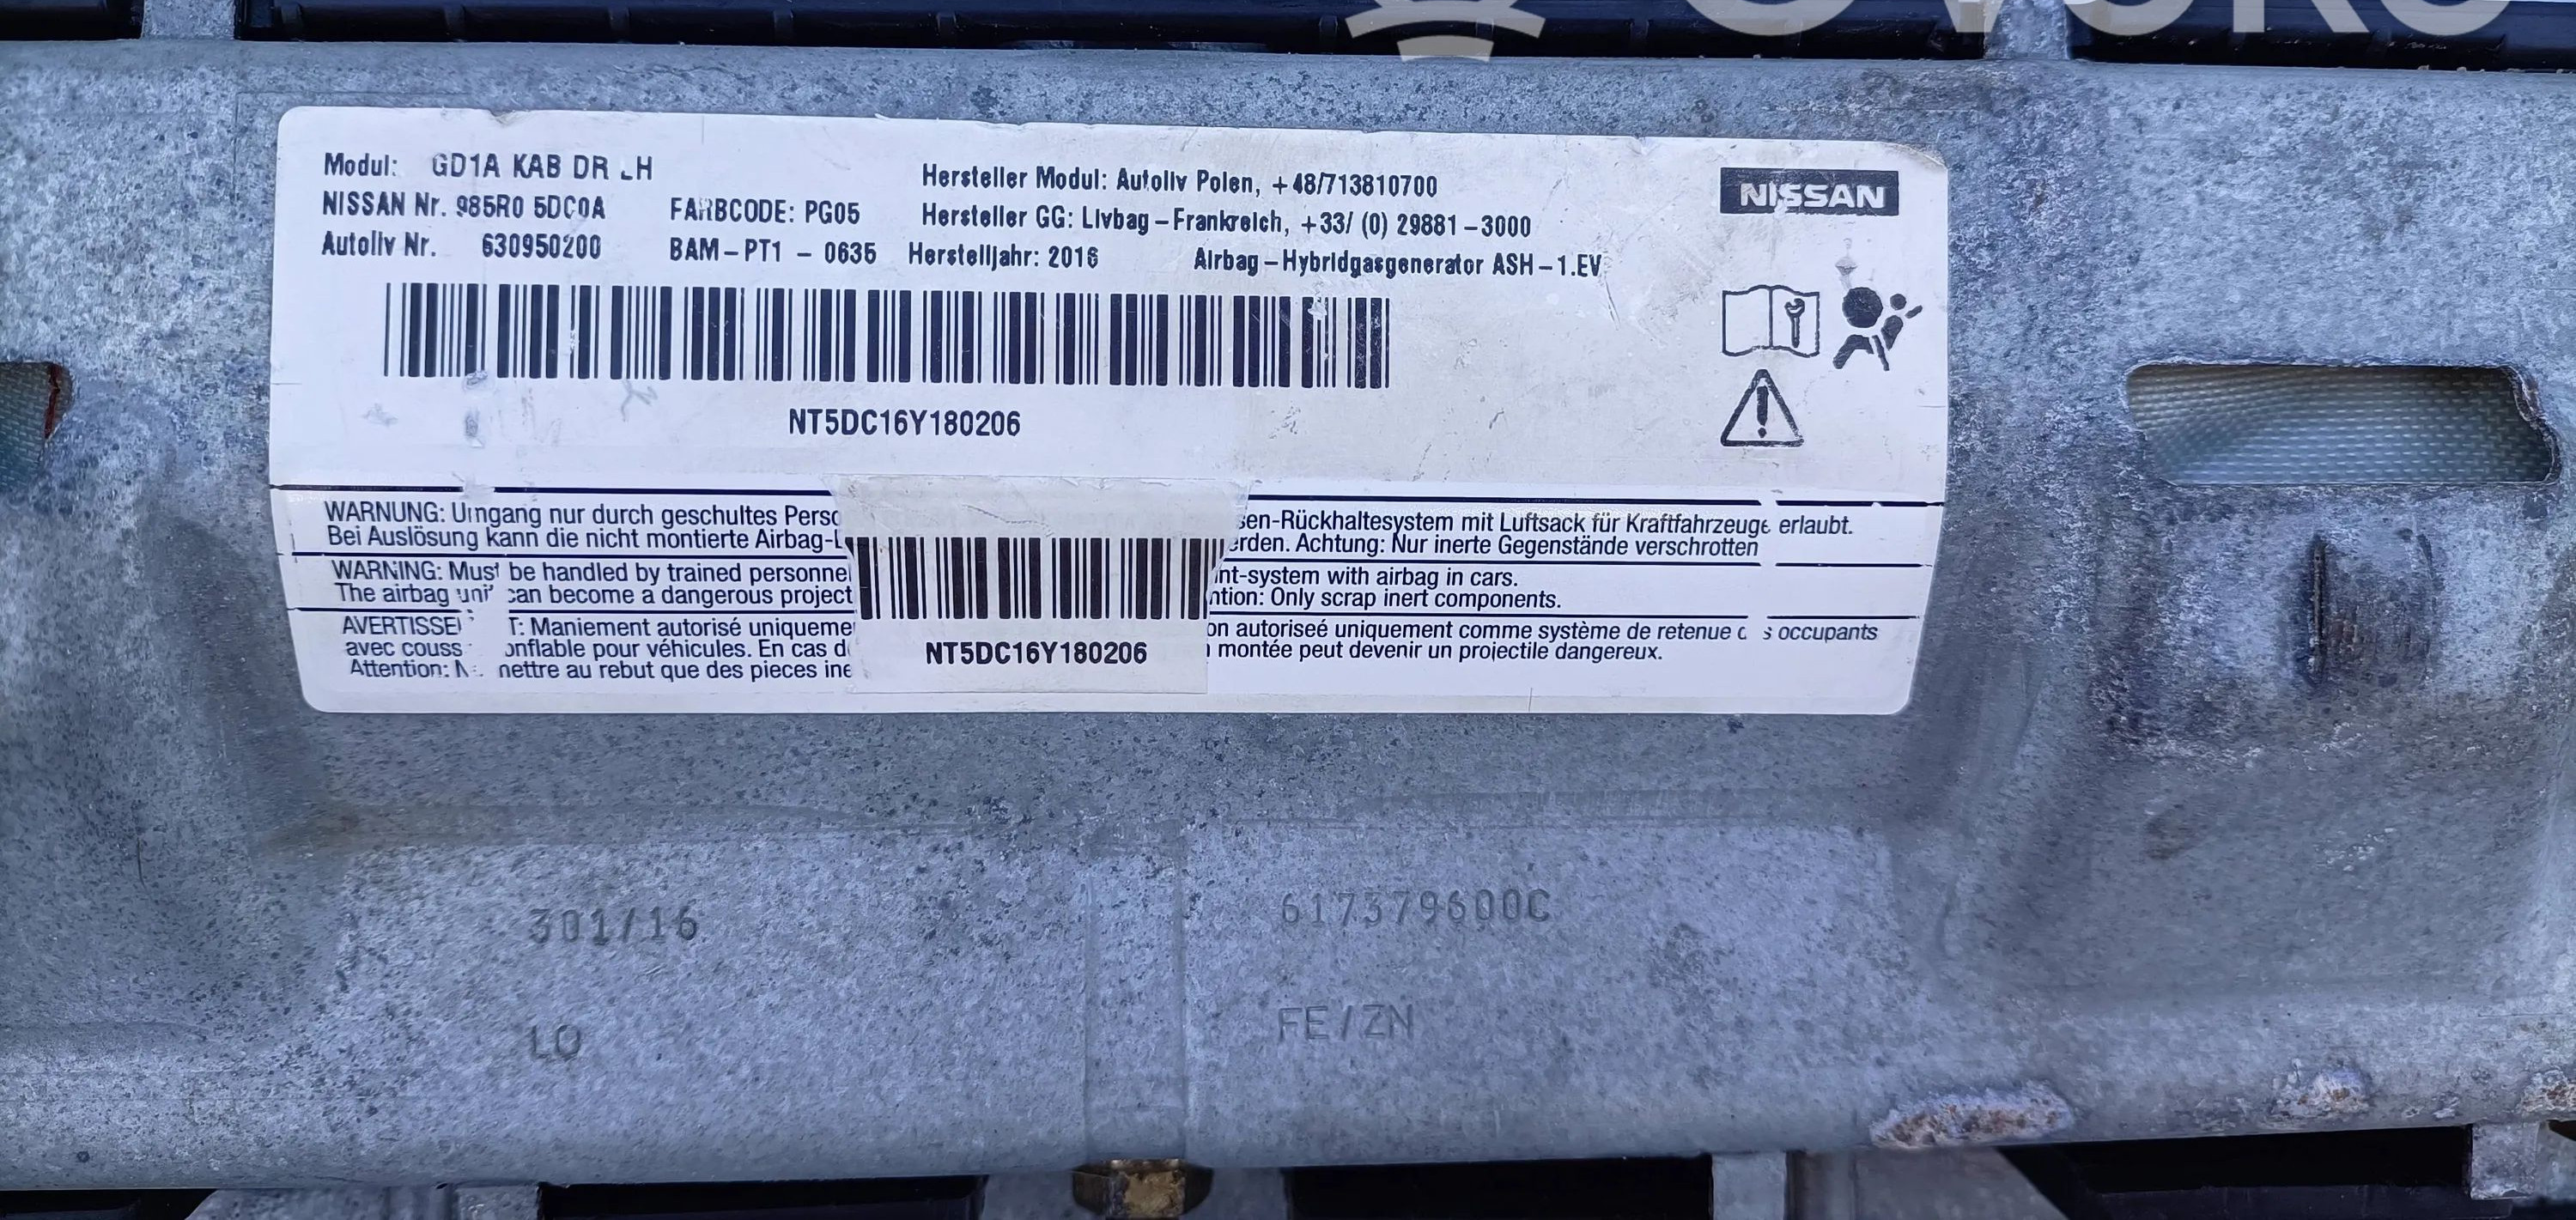 Modul: GD1A KAB DR LH
NISSAN Nr. 985R0 5DC0A FARBCODE: PG05
Autoliv Nr. 630950200 BAM-PT1 - 0635 Herstelljahr: 2016
Hersteller Modul: Autoliv Polen, +48/713810700
Hersteller GG: Livbag-Frankreich, +33/ (0) 29881-3000
Airbag-Hybridgasgenerator ASH-1.EV
NISSAN
NT5DC16Y180206
WARNUNG: Umgang nur durch geschultes Perso sen-Rückhaltesystem mit Luftsack für Kraftfahrzeuge erlaubt.
Bei Auslösung kann die nicht montierte Airbag- erden. Achtung: Nur inerte Gegenstände verschrotten
WARNING: Must be handled by trained personnel nt-system with airbag in cars.
The airbag unit can become a dangerous project ntion: Only scrap inert components.
T: Maniement autorisé uniqueme on autoriseé uniquement comme système de retenue occupants
avec couss onflable pour véhicules. En cas d montée peut devenir un projectile dangereux.
Attention: mettre au rebut que des pieces ine
NT5DC16Y180206
301/16
617379600C
LO
FE/ZN